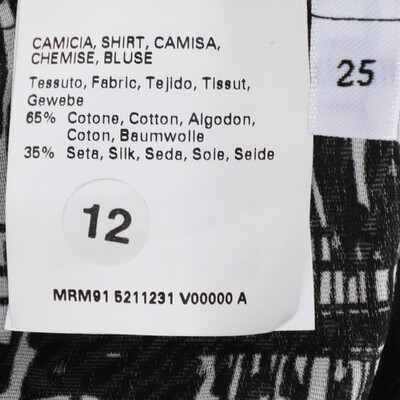 CAMICIA, SHIRT, CAMISA,
CHEMISE, BLUSE
Tessuto, Fabric, Tejido, Tissut,
Gewebe
65% Cotone, Cotton, Algodon,
Coton, Baumwolle
35% Seta, Silk, Seda, Soie, Seide
12
MRM91 5211231 V00000 A
25